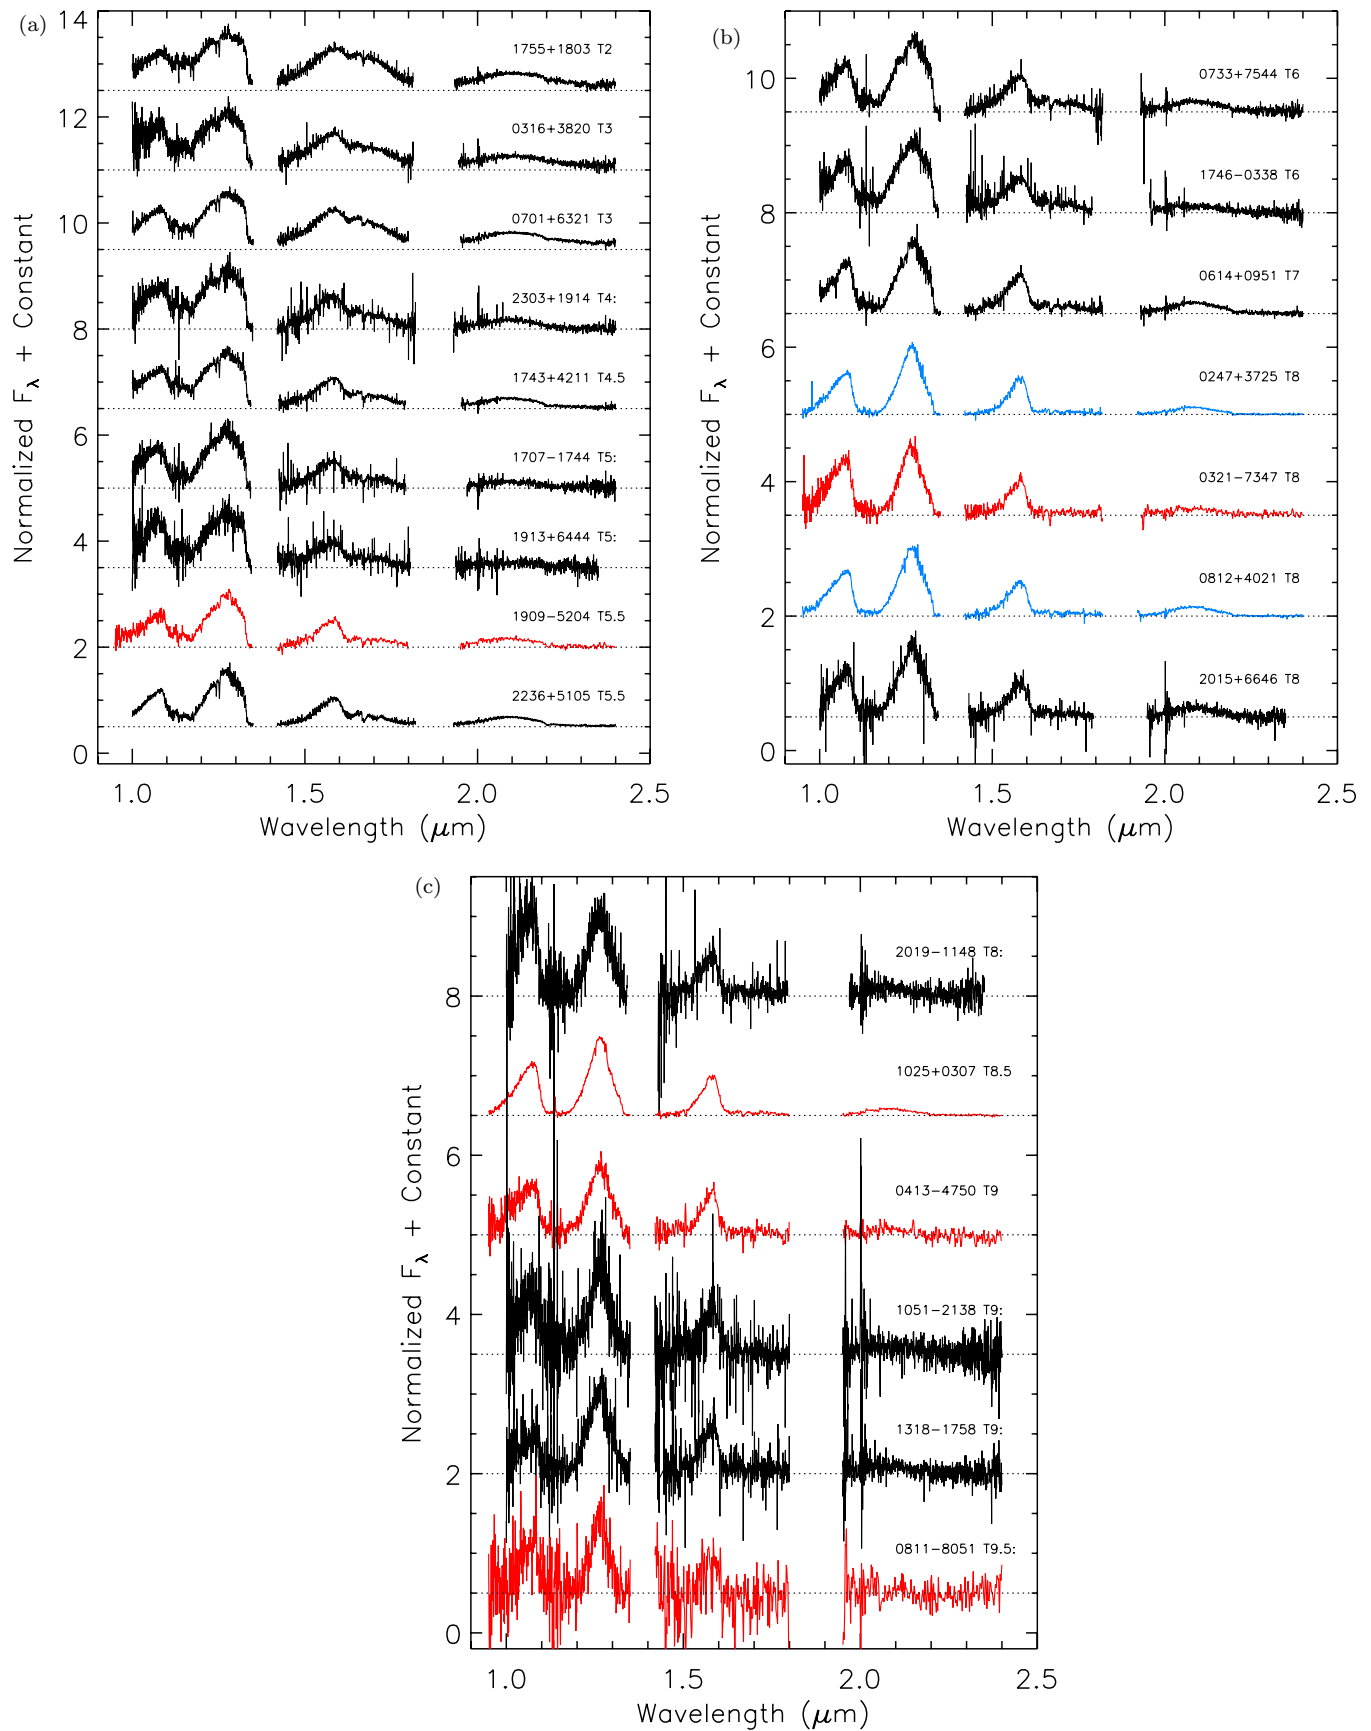 (a)
14
12
10
8
6
4
2
0
Normalized Fλ + Constant
1755+1803 T2
0316+3820 T3
0701+6321 T3
2303+1914 T4:
1743+4211 T4.5
1707−1744 T5:
1913+6444 T5:
1909−5204 T5.5
2236+5105 T5.5
1.0 1.5 2.0 2.5
Wavelength (μm)
(b)
10
8
6
4
2
0
Normalized Fλ + Constant
0733+7544 T6
1746−0338 T6
0614+0951 T7
0247+3725 T8
0321−7347 T8
0812+4021 T8
2015+6646 T8
1.0 1.5 2.0 2.5
Wavelength (μm)
(c)
8
6
4
2
0
Normalized Fλ + Constant
2019−1148 T8:
1025+0307 T8.5
0413−4750 T9
1051−2138 T9:
1318−1758 T9:
0811−8051 T9.5:
1.0 1.5 2.0 2.5
Wavelength (μm)